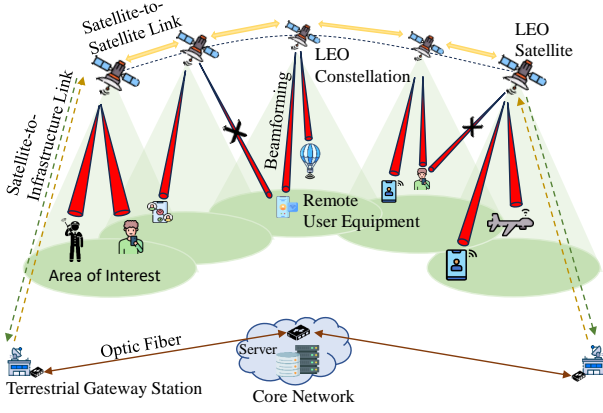 Satellite-to-
Satellite Link
LEO
Constellation
LEO
Satellite
Satellite-to-
Infrastructure Link
Beamforming
Remote
User Equipment
Area of Interest
Optic Fiber
Server
Terrestrial Gateway Station
Core Network